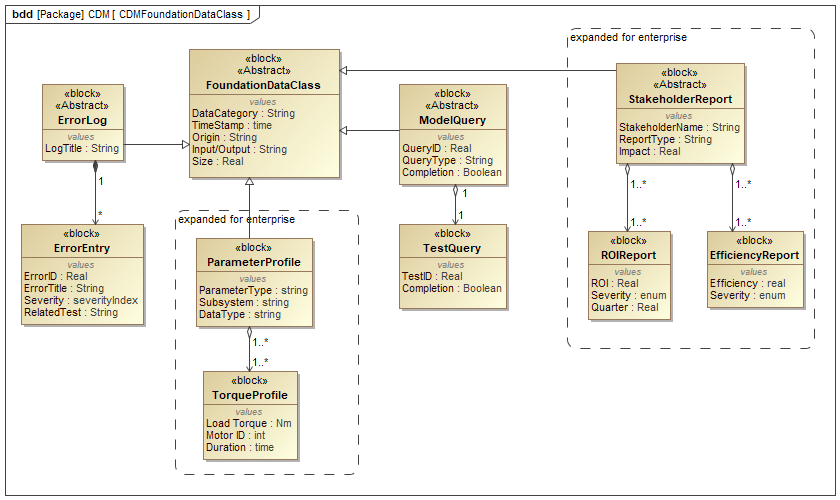 bdd [Package] CDM [ CDMFoundationDataClass ]
«block»
«Abstract»
FoundationDataClass
values
DataCategory : String
TimeStamp : time
Origin : String
Input/Output : String
Size : Real
«block»
«Abstract»
ErrorLog
values
LogTitle : String
1
*
«block»
ErrorEntry
values
ErrorID : Real
ErrorTitle : String
Severity : severityIndex
RelatedTest : String
expanded for enterprise
«block»
ParameterProfile
values
ParameterType : string
Subsystem : string
DataType : string
1..*
1..*
«block»
TorqueProfile
values
Load Torque : Nm
Motor ID : int
Duration : time
«block»
«Abstract»
ModelQuery
values
QueryID : Real
QueryType : String
Completion : Boolean
1
1
«block»
TestQuery
values
TestID : Real
Completion : Boolean
expanded for enterprise
«block»
«Abstract»
StakeholderReport
values
StakeholderName : String
ReportType : String
Impact : Real
1..*
1..*
1..*
1..*
«block»
ROIReport
values
ROI : Real
Severity : enum
Quarter : Real
«block»
EfficiencyReport
values
Efficiency : real
Severity : enum